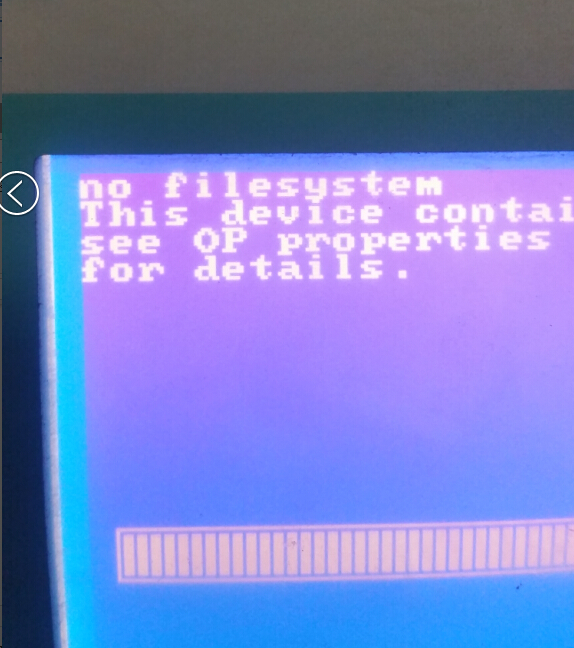 no filesystem
This device contai
see OP properties
for details.